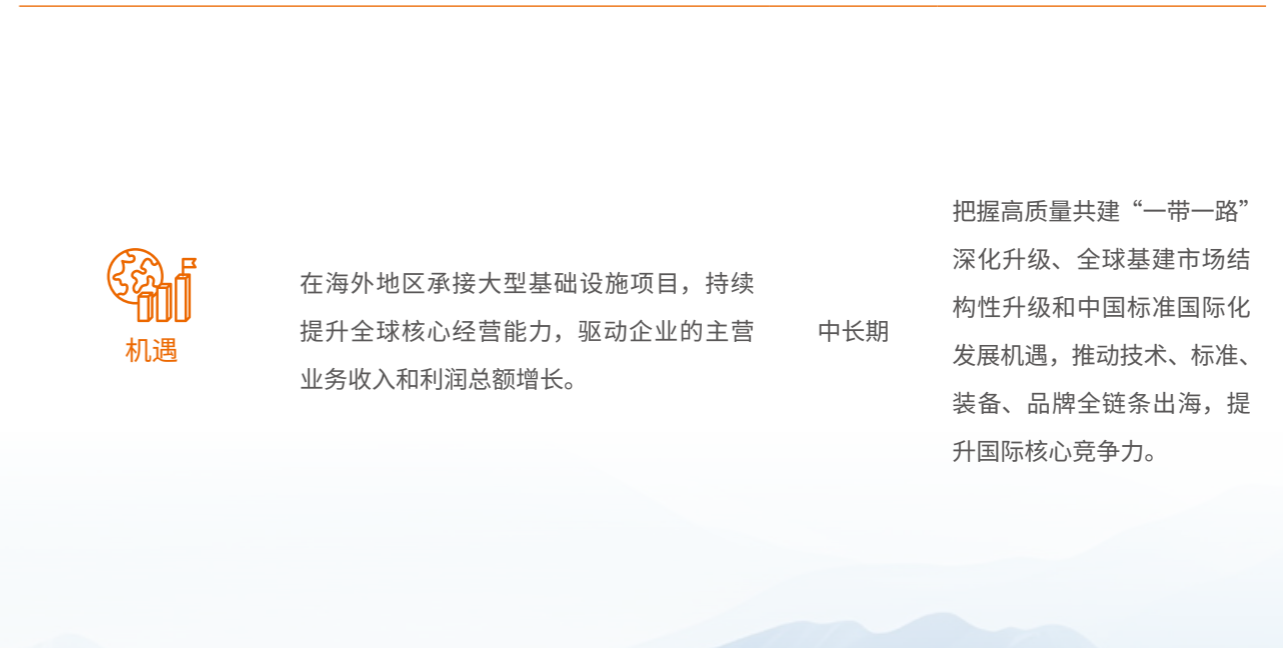 机遇
在海外地区承接大型基础设施项目，持续
提升全球核心经营能力，驱动企业的主营
业务收入和利润总额增长。
中长期
把握高质量共建“一带一路”
深化升级、全球基建市场结
构性升级和中国标准国际化
发展机遇，推动技术、标准、
装备、品牌全链条出海，提
升国际核心竞争力。